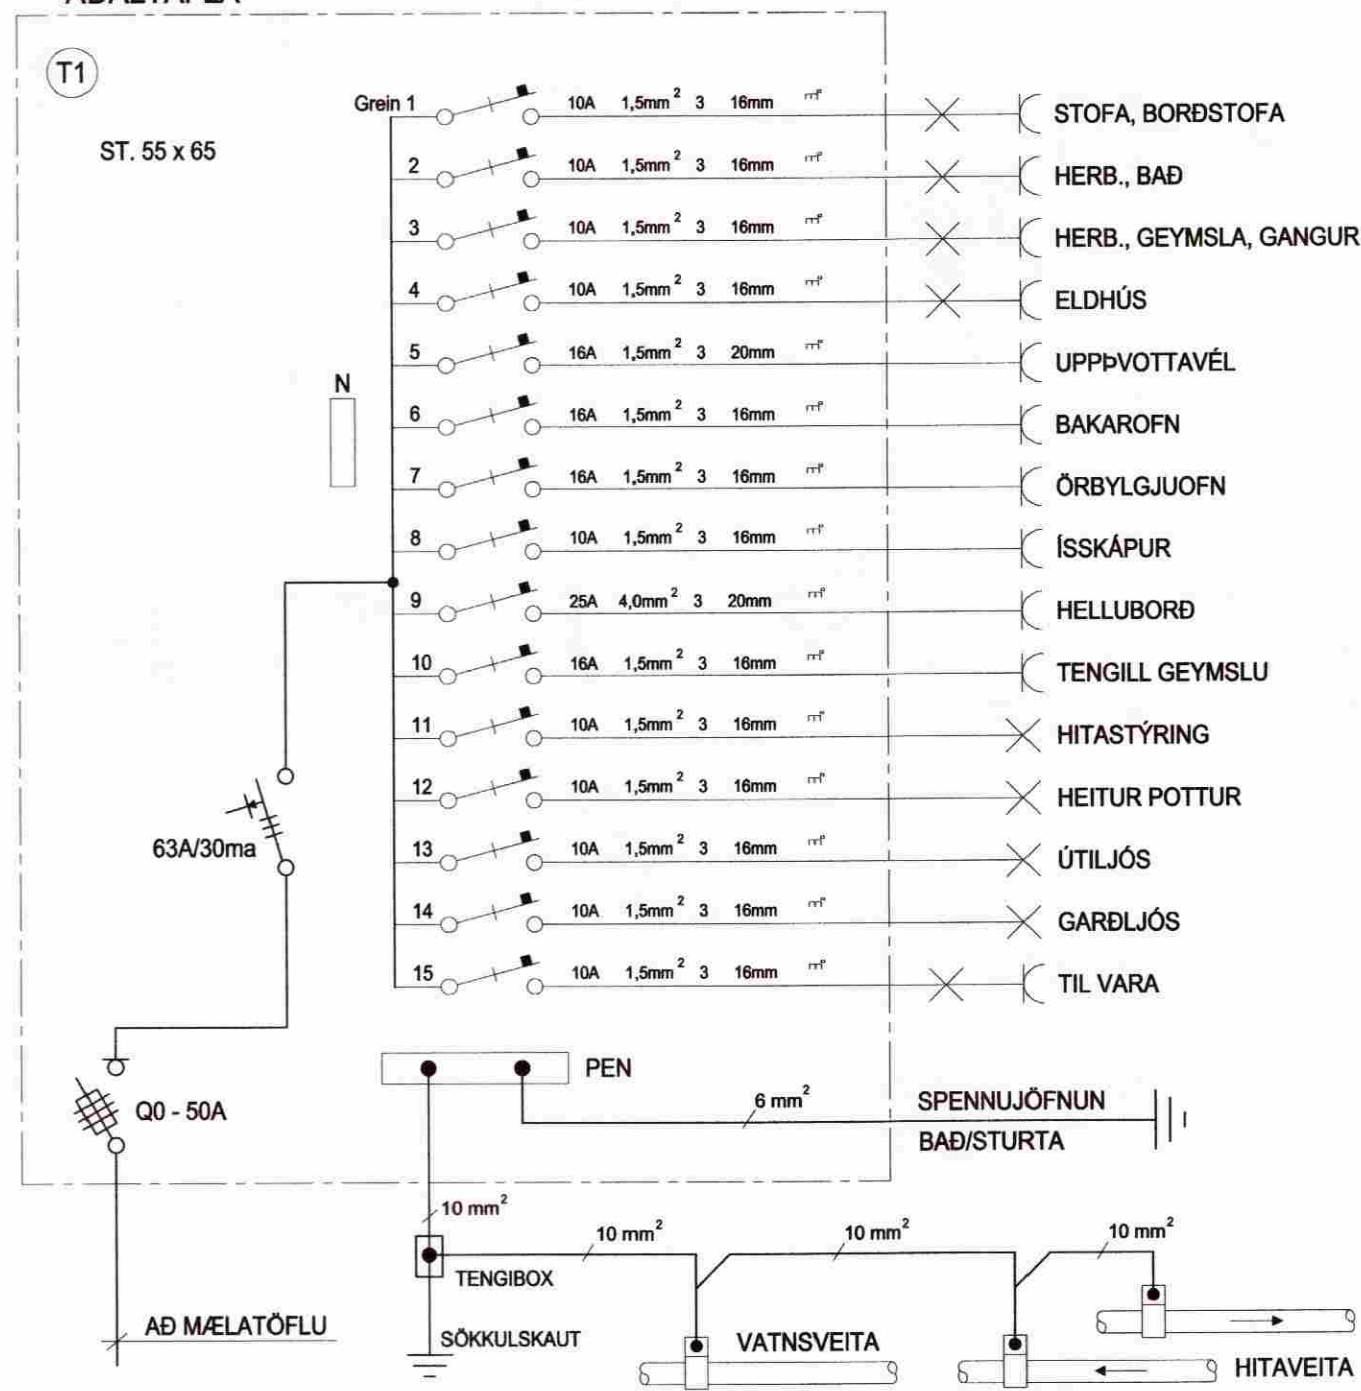 T1
ST. 55 x 65
Grein 1 10A 1,5mm² 3 16mm STOFA, BORÐSTOFA
2 10A 1,5mm² 3 16mm HERB., BAÐ
3 10A 1,5mm² 3 16mm HERB., GEYMSLA, GANGUR
4 10A 1,5mm² 3 16mm ELDHÚS
5 16A 1,5mm² 3 20mm UPPÞVOTTAVÉL
N
6 16A 1,5mm² 3 16mm BAKAROFN
7 16A 1,5mm² 3 16mm ÖRBYLGJUOFN
8 10A 1,5mm² 3 16mm ÍSSKÁPUR
9 25A 4,0mm² 3 20mm HELLUBORÐ
10 16A 1,5mm² 3 16mm TENGILL GEYMSLU
11 10A 1,5mm² 3 16mm HITASTÝRING
12 10A 1,5mm² 3 16mm HEITUR POTTUR
63A/30ma
13 10A 1,5mm² 3 16mm ÚTILJÓS
14 10A 1,5mm² 3 16mm GARÐLJÓS
15 10A 1,5mm² 3 16mm TIL VARA
PEN
Q0 - 50A
6 mm² SPENNUJÖFNUN
BAÐ/STURTA
10 mm²
10 mm² 10 mm² 10 mm²
TENGIBOX
AÐ MÆLATÖFLU
SÖKKULSKAUT
VATNSVEITA
HITAVEITA